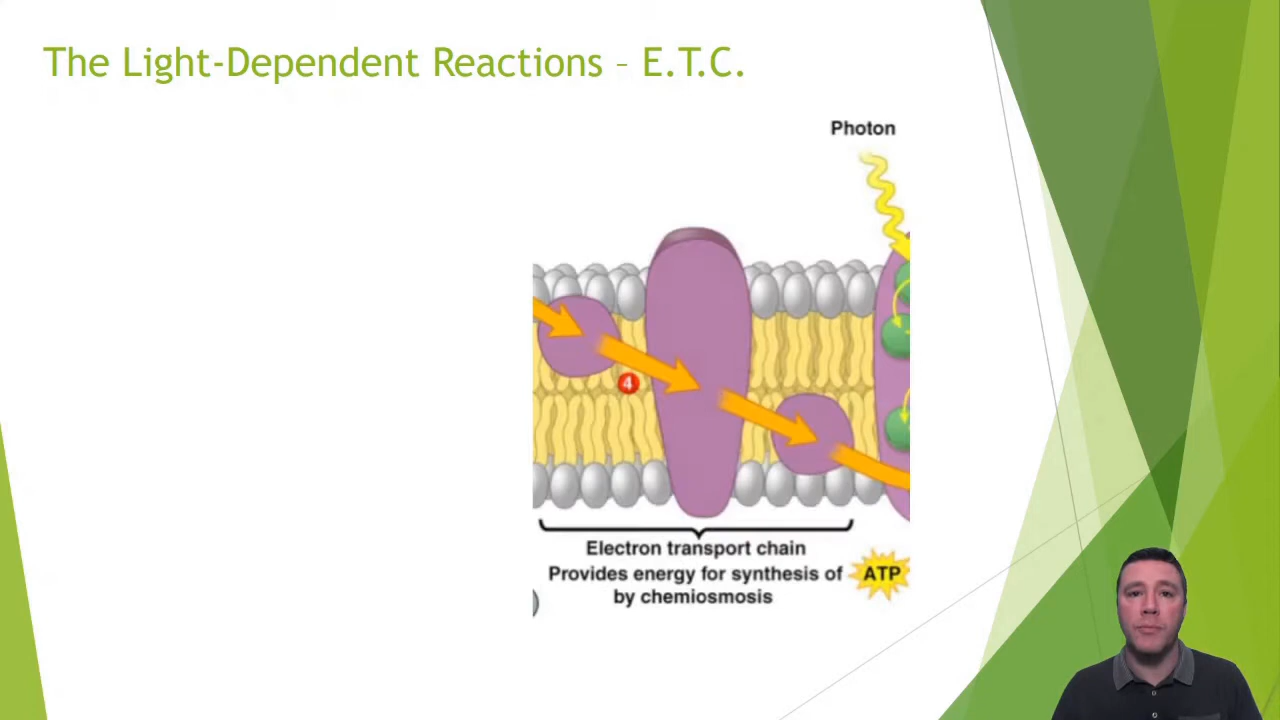 The Light-Dependent Reactions – E.T.C.
Photon
4
Electron transport chain
Provides energy for synthesis of ATP
by chemiosmosis